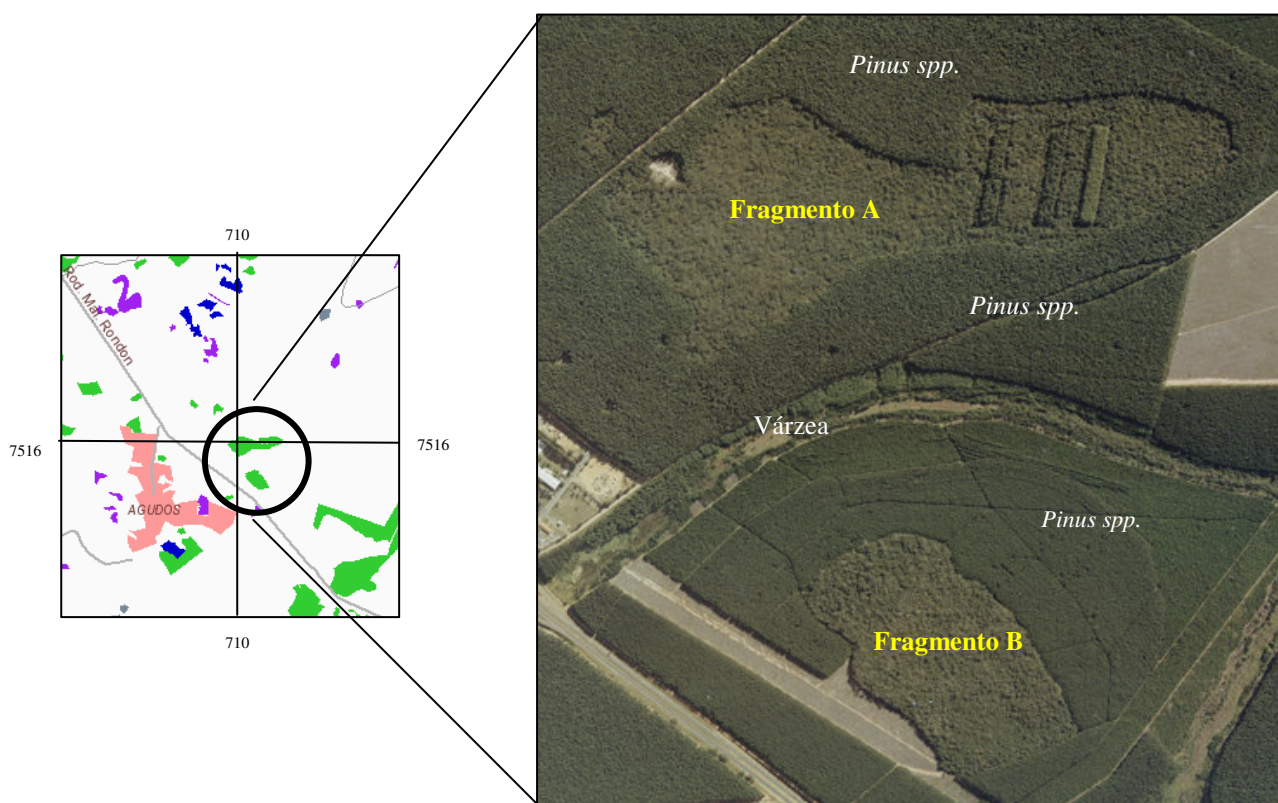 Pinus spp.
Fragmento A
Pinus spp.
Várzea
Pinus spp.
Fragmento B
710
Rod. Mal. Rondon
7516
7516
AGUDOS
710